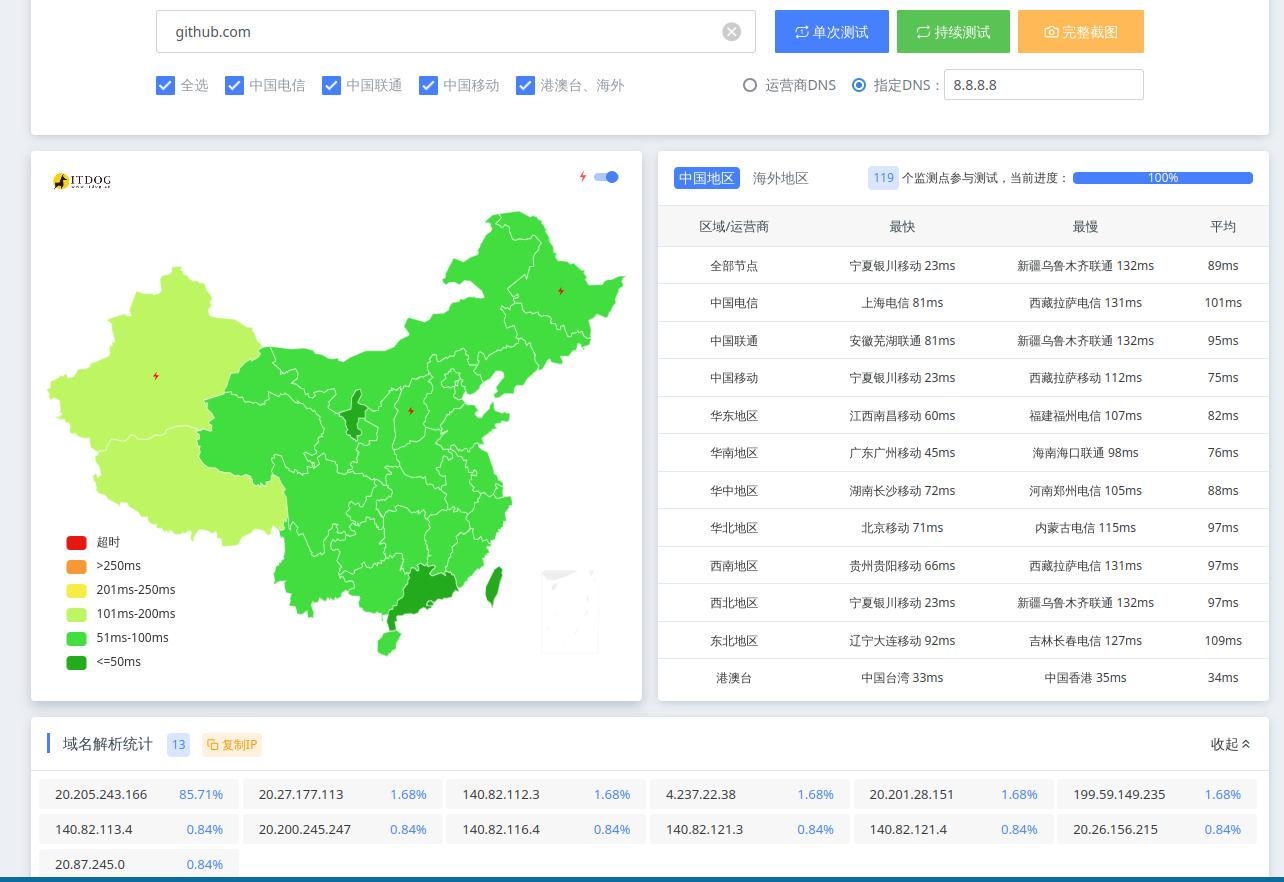 github.com
单次测试 持续测试 完整截图
全选 中国电信 中国联通 中国移动 港澳台、海外 运营商DNS 指定DNS： 8.8.8.8
ITDOG
中国地区 海外地区 119 个监测点参与测试，当前进度： 100%
区域/运营商 最快 最慢 平均
全部节点 宁夏银川移动 23ms 新疆乌鲁木齐联通 132ms 89ms
中国电信 上海电信 81ms 西藏拉萨电信 131ms 101ms
中国联通 安徽芜湖联通 81ms 新疆乌鲁木齐联通 132ms 95ms
中国移动 宁夏银川移动 23ms 西藏拉萨移动 112ms 75ms
华东地区 江西南昌移动 60ms 福建福州电信 107ms 82ms
华南地区 广东广州移动 45ms 海南海口联通 98ms 76ms
华中地区 湖南长沙移动 72ms 河南郑州电信 105ms 88ms
华北地区 北京移动 71ms 内蒙古电信 115ms 97ms
西南地区 贵州贵阳移动 66ms 西藏拉萨电信 131ms 97ms
西北地区 宁夏银川移动 23ms 新疆乌鲁木齐联通 132ms 97ms
东北地区 辽宁大连移动 92ms 吉林长春电信 127ms 109ms
港澳台 中国台湾 33ms 中国香港 35ms 34ms
超时
>250ms
201ms-250ms
101ms-200ms
51ms-100ms
<=50ms
域名解析统计 13 复制IP 收起
20.205.243.166 85.71% 20.27.177.113 1.68% 140.82.112.3 1.68% 4.237.22.38 1.68% 20.201.28.151 1.68% 199.59.149.235 1.68%
140.82.113.4 0.84% 20.200.245.247 0.84% 140.82.116.4 0.84% 140.82.121.3 0.84% 140.82.121.4 0.84% 20.26.156.215 0.84%
20.87.245.0 0.84%